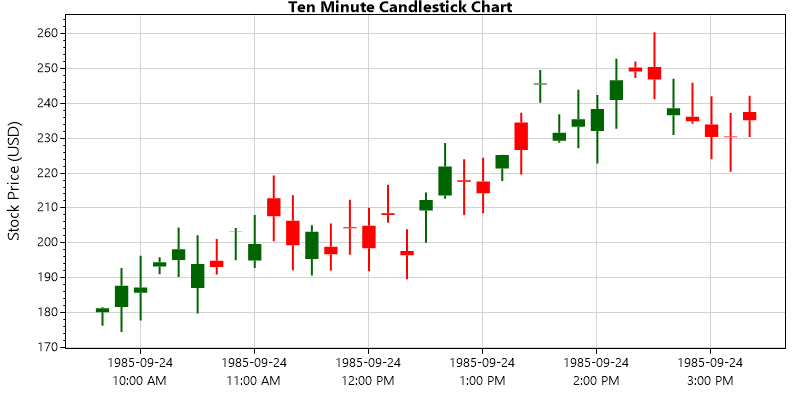 Ten Minute Candlestick Chart
Stock Price (USD)
260
250
240
230
220
210
200
190
180
170
1985-09-24 1985-09-24 1985-09-24 1985-09-24 1985-09-24 1985-09-24
10:00 AM 11:00 AM 12:00 PM 1:00 PM 2:00 PM 3:00 PM